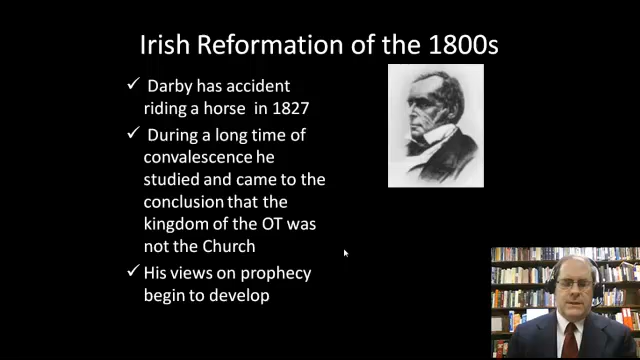 Irish Reformation of the 1800s
✓ Darby has accident
riding a horse in 1827
✓ During a long time of
convalescence he
studied and came to the
conclusion that the
kingdom of the OT was
not the Church
✓ His views on prophecy
begin to develop